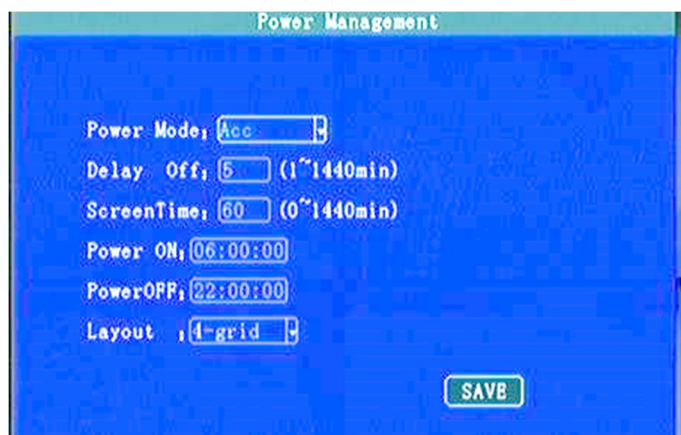 Power Management
Power Mode: Acc
Delay Off: 5 (1~1440min)
ScreenTime: 60 (0~1440min)
Power ON: 06:00:00
PowerOFF: 22:00:00
Layout : 4-grid
SAVE